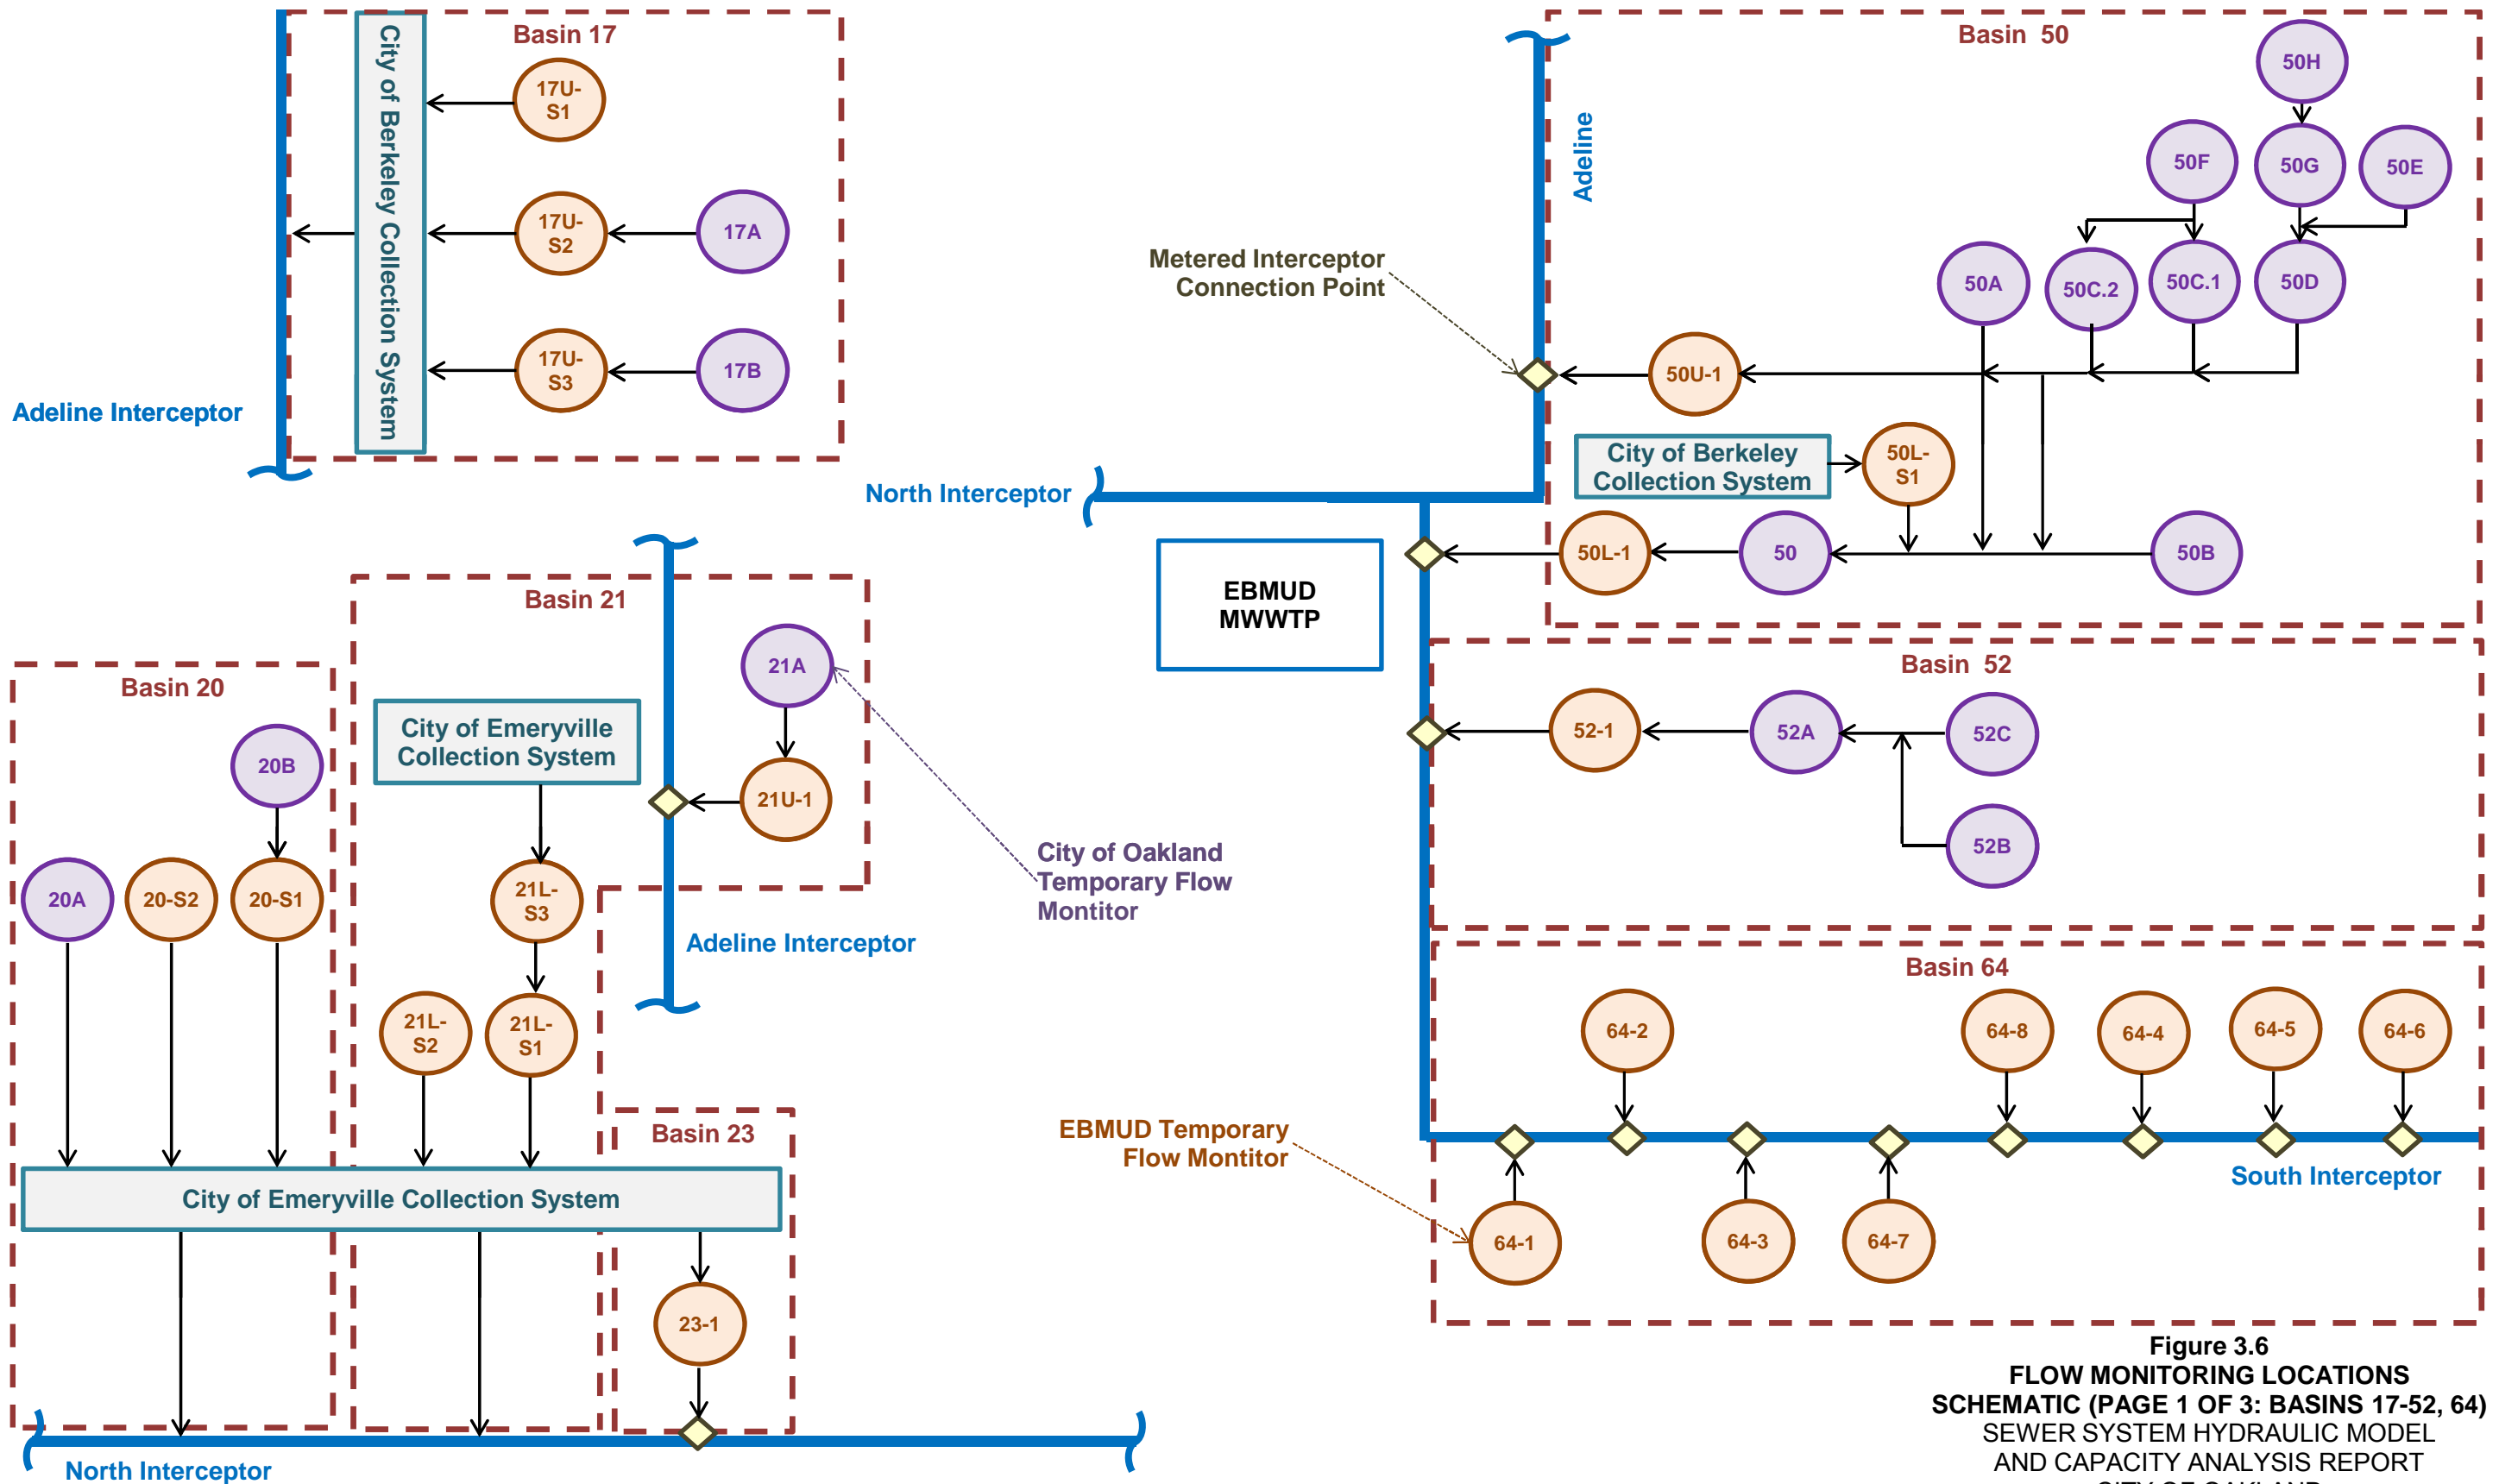 Basin 17
City of Berkeley Collection System
17U-
S1
17U-
S2
17A
17U-
S3
17B
Adeline Interceptor
Basin 50
50H
50F
50G
50E
Adeline
50A
50C.2
50C.1
50D
Metered Interceptor
Connection Point
50U-1
City of Berkeley
Collection System
50L-
S1
North Interceptor
50L-1
50
50B
EBMUD
MWWTP
Basin 21
21A
City of Emeryville
Collection System
21U-1
21L-
S3
City of Oakland
Temporary Flow
Montitor
Adeline Interceptor
21L-
S2
21L-
S1
Basin 20
20B
20A
20-S2
20-S1
Basin 23
City of Emeryville Collection System
23-1
North Interceptor
Basin 52
52-1
52A
52C
52B
Basin 64
64-2
64-8
64-4
64-5
64-6
EBMUD Temporary
Flow Montitor
South Interceptor
64-1
64-3
64-7
Figure 3.6
FLOW MONITORING LOCATIONS
SCHEMATIC (PAGE 1 OF 3: BASINS 17-52, 64)
SEWER SYSTEM HYDRAULIC MODEL
AND CAPACITY ANALYSIS REPORT
CITY OF OAKLAND